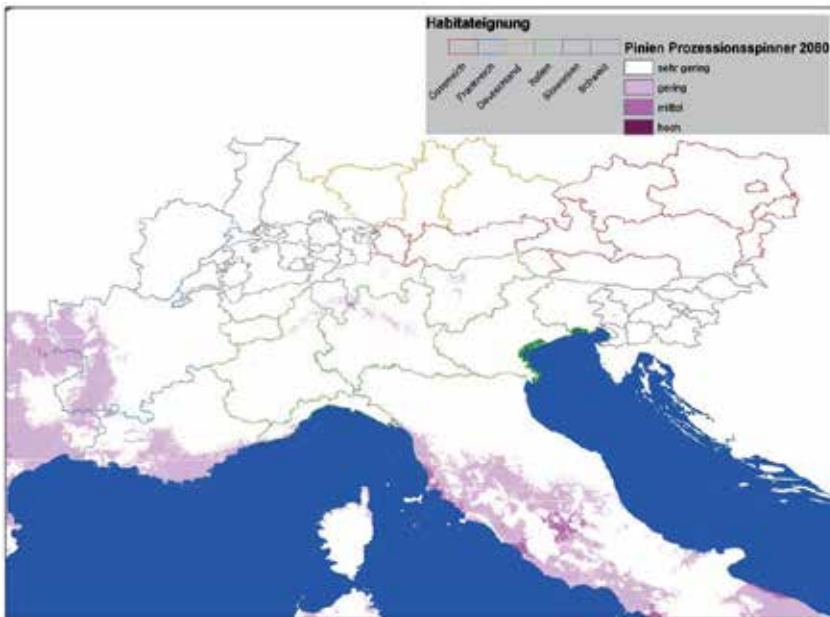 Habitateignung
Pinien Prozessionsspinner 2080
sehr gering
gering
mittel
hoch
Österreich
Frankreich
Deutschland
Italien
Slowenien
Schweiz